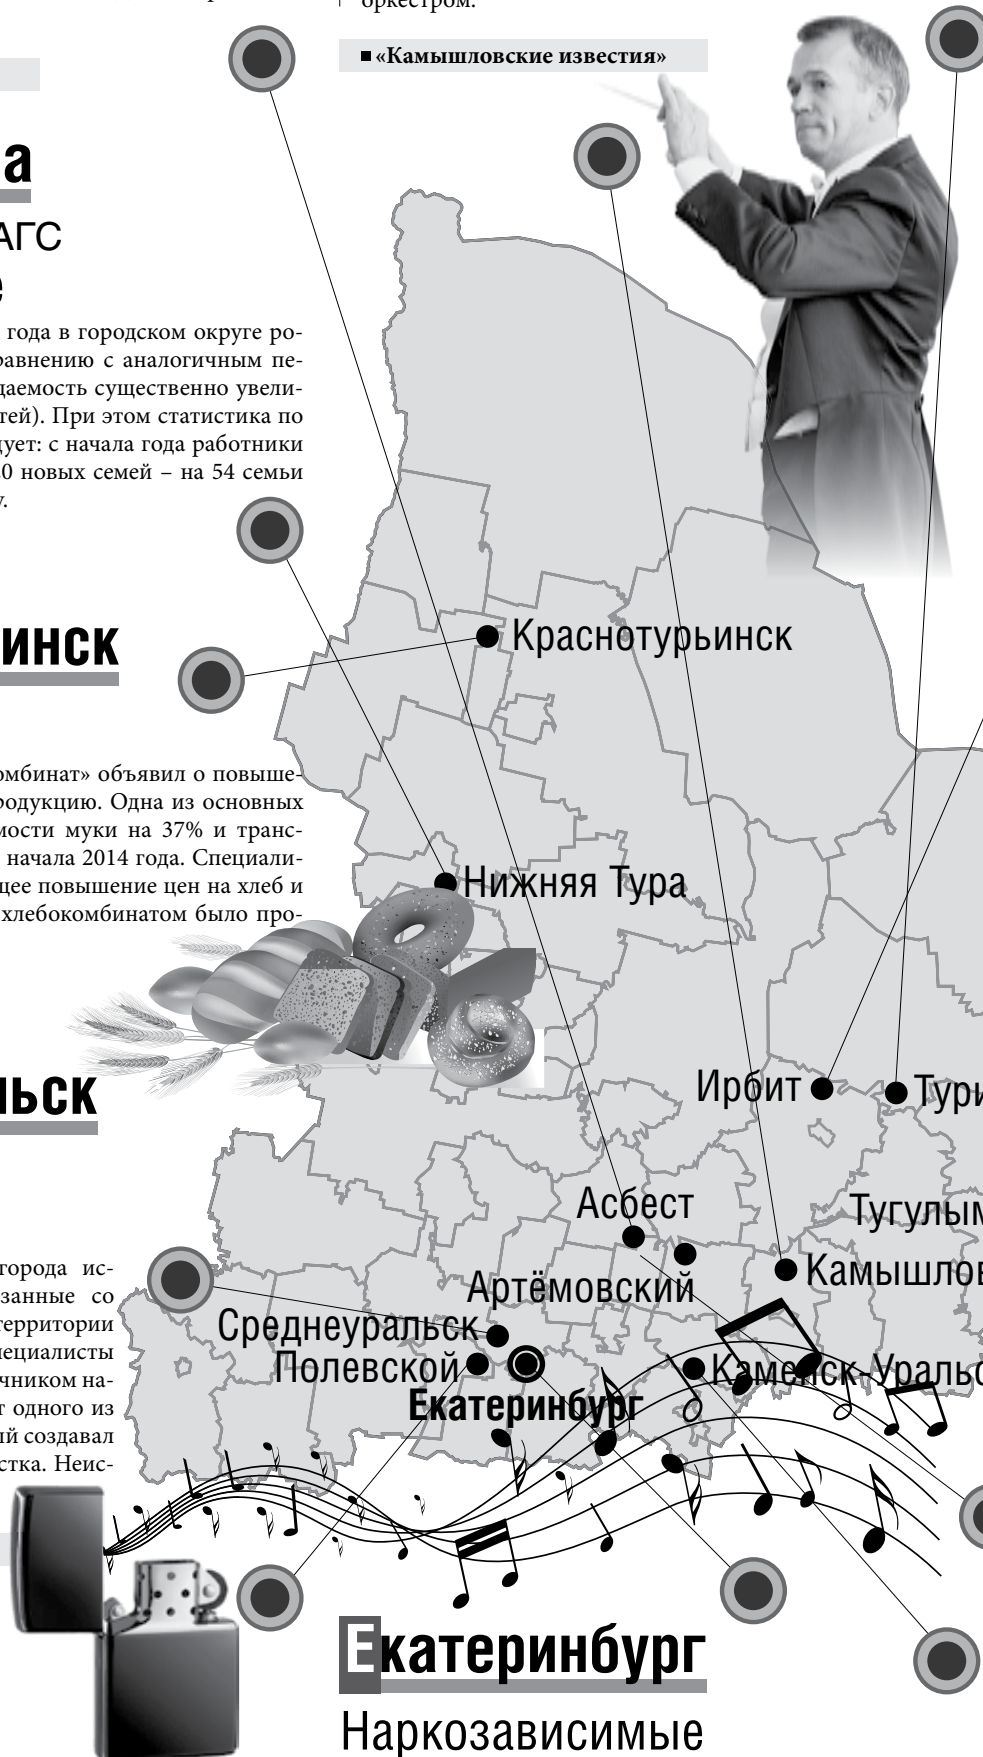 оркестром.
«Камышловские известия»
а
АГС
е
года в городском округе ро-
равнению с аналогичным пе-
даемость существенно увели-
тей). При этом статистика по
дует: с начала года работники
0 новых семей – на 54 семьи
у.
инск
омбинат» объявил о повыше-
родукцию. Одна из основных
мости муки на 37% и транс-
начала 2014 года. Специали-
щее повышение цен на хлеб и
хлебокомбинатом было про-
льск
города ис-
занные со
территории
пециалисты
чником на-
т одного из
ый создавал
стка. Неис-
Краснотурьинск
Нижняя Тура
Ирбит
Тури
Асбест
Тугулым
Артёмовский
Камышлов
Среднеуральск
Полевской
Каменск-Уральс
Екатеринбург
Екатеринбург
Наркозависимые